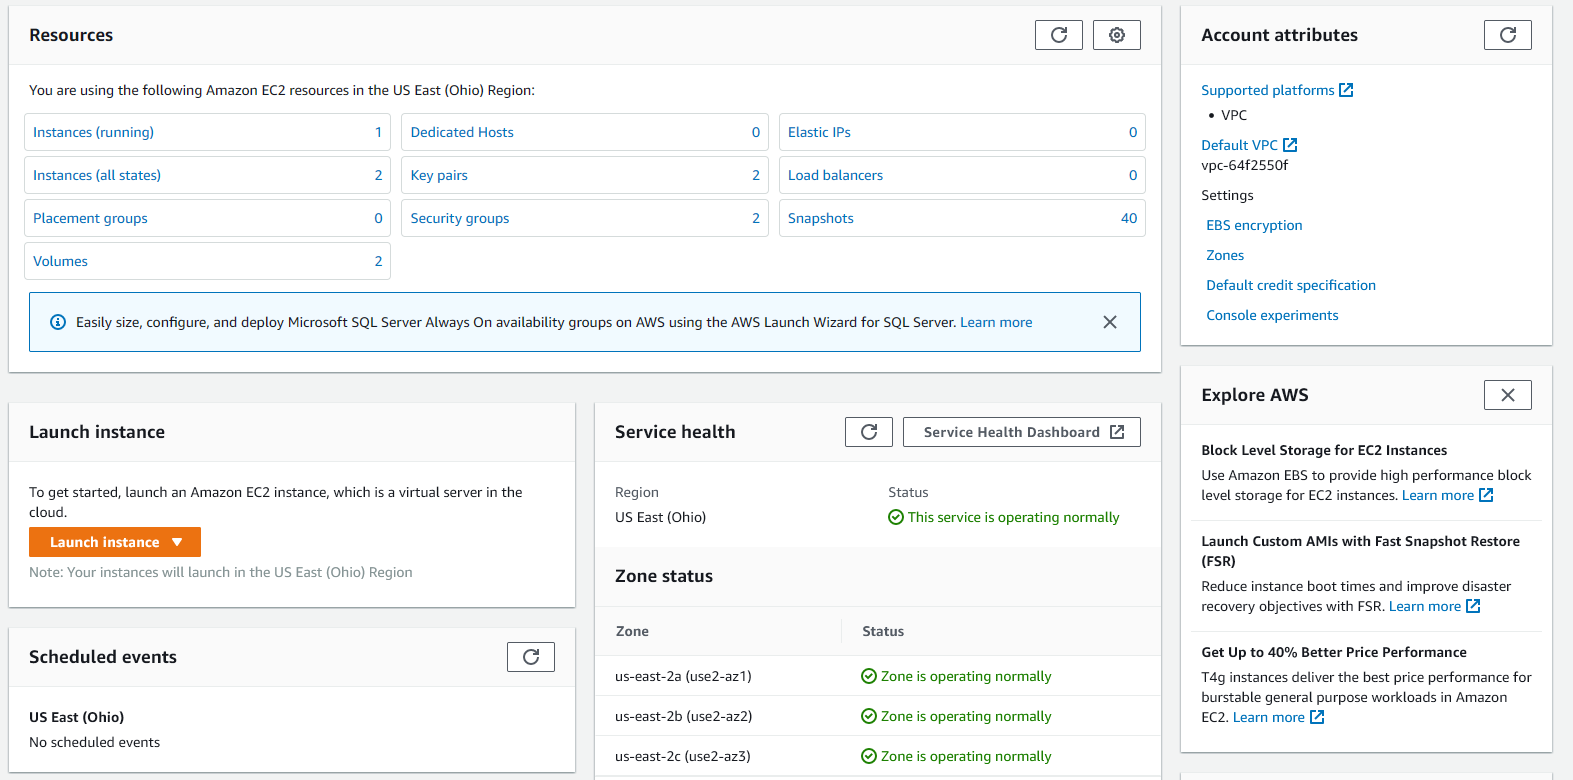 Resources
You are using the following Amazon EC2 resources in the US East (Ohio) Region:
Instances (running) 1
Dedicated Hosts 0
Elastic IPs 0
Instances (all states) 2
Key pairs 2
Load balancers 0
Placement groups 0
Security groups 2
Snapshots 40
Volumes 2
Easily size, configure, and deploy Microsoft SQL Server Always On availability groups on AWS using the AWS Launch Wizard for SQL Server. Learn more
Launch instance
To get started, launch an Amazon EC2 instance, which is a virtual server in the
cloud.
Launch instance
Note: Your instances will launch in the US East (Ohio) Region
Scheduled events
US East (Ohio)
No scheduled events
Service health
Service Health Dashboard
Region Status
US East (Ohio) This service is operating normally
Zone status
Zone Status
us-east-2a (use2-az1) Zone is operating normally
us-east-2b (use2-az2) Zone is operating normally
us-east-2c (use2-az3) Zone is operating normally
Account attributes
Supported platforms
• VPC
Default VPC
vpc-64f2550f
Settings
EBS encryption
Zones
Default credit specification
Console experiments
Explore AWS
Block Level Storage for EC2 Instances
Use Amazon EBS to provide high performance block
level storage for EC2 instances. Learn more
Launch Custom AMIs with Fast Snapshot Restore
(FSR)
Reduce instance boot times and improve disaster
recovery objectives with FSR. Learn more
Get Up to 40% Better Price Performance
T4g instances deliver the best price performance for
burstable general purpose workloads in Amazon
EC2. Learn more